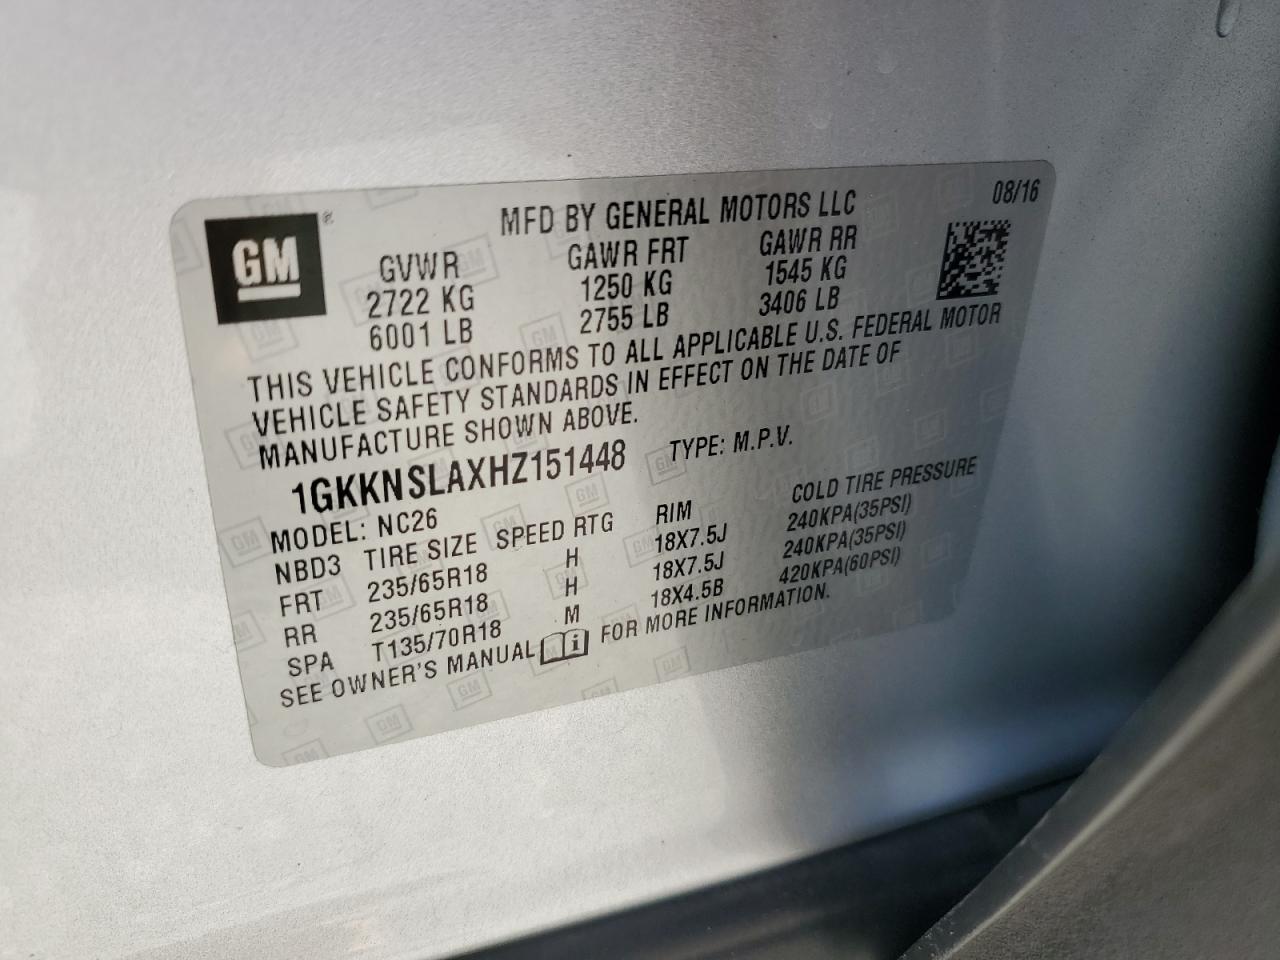 GM®
MFD BY GENERAL MOTORS LLC 08/16
GVWR GAWR FRT GAWR RR
2722 KG 1250 KG 1545 KG
6001 LB 2755 LB 3406 LB
THIS VEHICLE CONFORMS TO ALL APPLICABLE U.S. FEDERAL MOTOR
VEHICLE SAFETY STANDARDS IN EFFECT ON THE DATE OF
MANUFACTURE SHOWN ABOVE.
1GKKNSLAXHZ151448 TYPE: M.P.V.
MODEL: NC26
NBD3 TIRE SIZE SPEED RTG RIM COLD TIRE PRESSURE
FRT 235/65R18 H 18X7.5J 240KPA(35PSI)
RR 235/65R18 H 18X7.5J 240KPA(35PSI)
SPA T135/70R18 M 18X4.5B 420KPA(60PSI)
SEE OWNER'S MANUAL i FOR MORE INFORMATION.